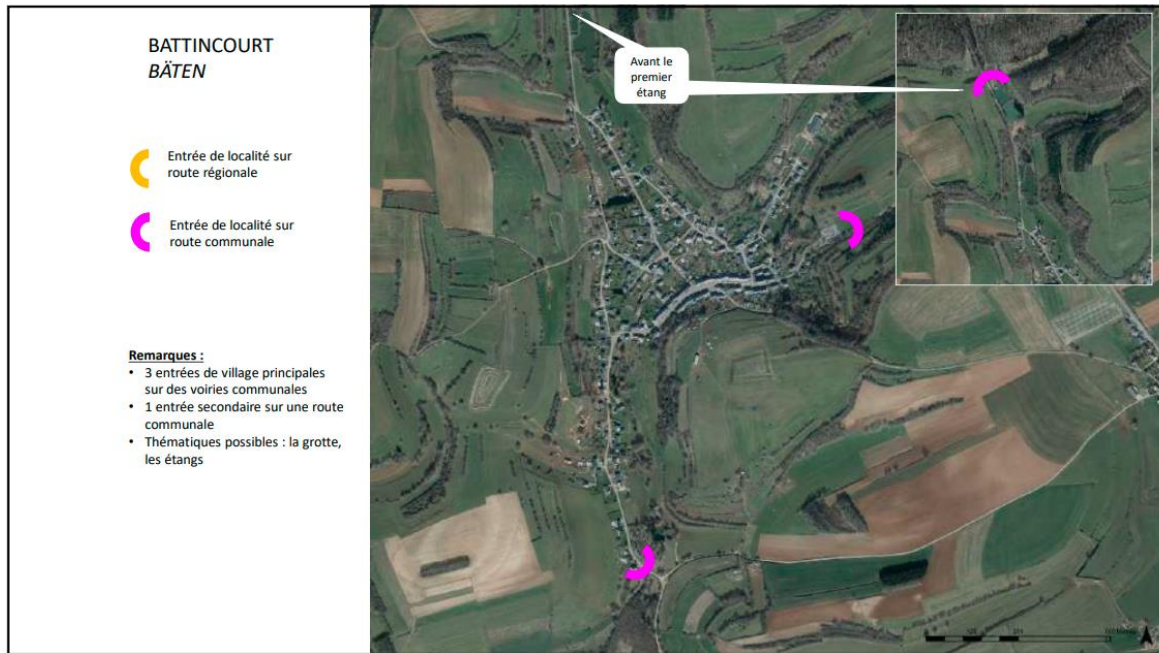 BATTINCOURT
BÄTEN
Entrée de localité sur
route régionale
Entrée de localité sur
route communale
Remarques :
• 3 entrées de village principales
sur des voiries communales
• 1 entrée secondaire sur une route
communale
• Thématiques possibles : la grotte,
les étangs
Avant le
premier
étang